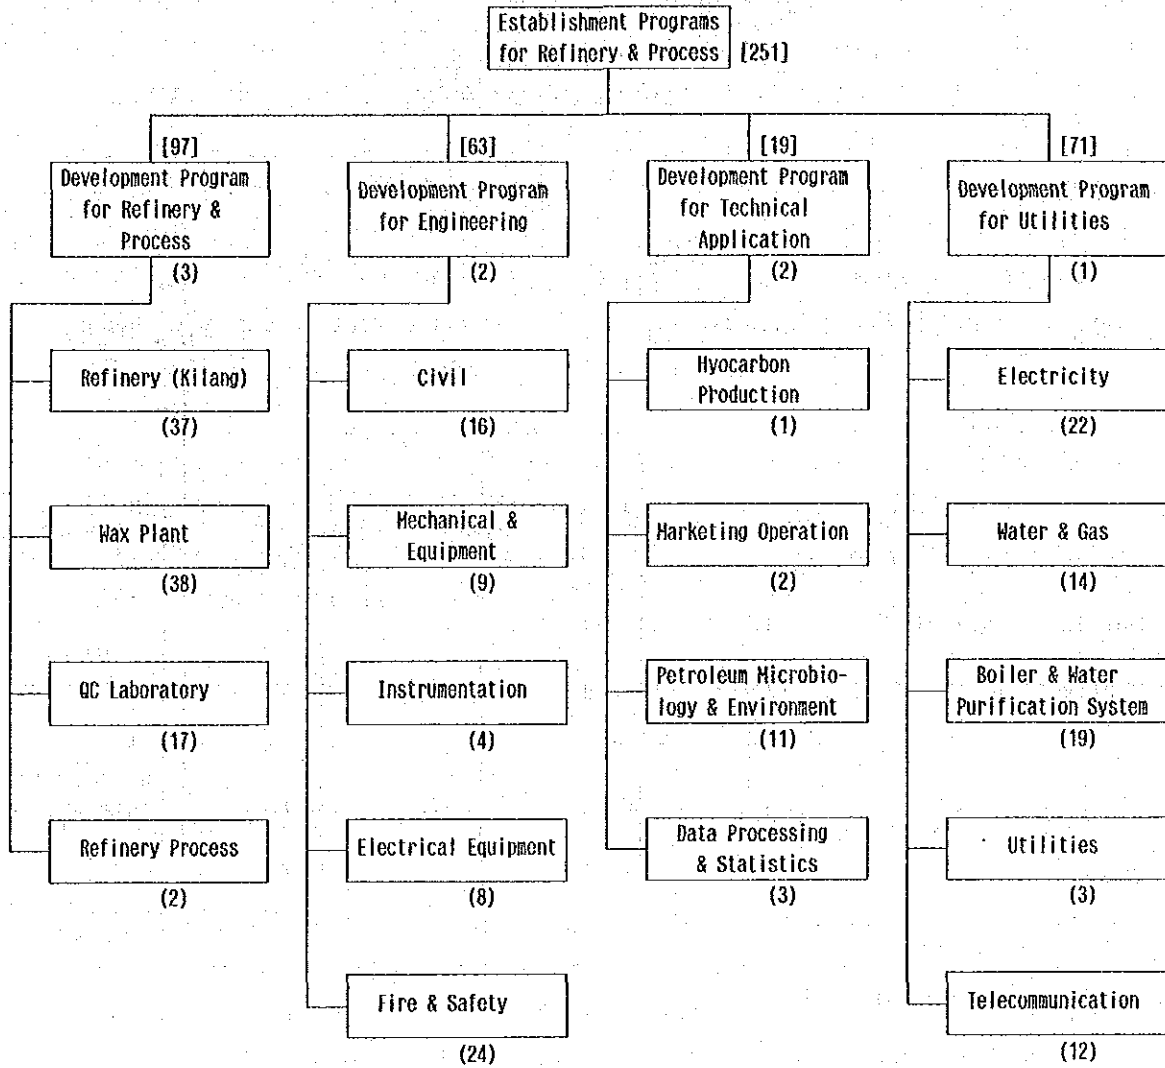 Establishment Programs
for Refinery & Process [251]
[97]
Development Program
for Refinery &
Process
(3)
Refinery (Kilang)
(37)
Wax Plant
(38)
QC Laboratory
(17)
Refinery Process
(2)
[63]
Development Program
for Engineering
(2)
Civil
(16)
Mechanical &
Equipment
(9)
Instrumentation
(4)
Electrical Equipment
(8)
Fire & Safety
(24)
[19]
Development Program
for Technical
Application
(2)
Hyocarbon
Production
(1)
Marketing Operation
(2)
Petroleum Microbio-
logy & Environment
(11)
Data Processing
& Statistics
(3)
[71]
Development Program
for Utilities
(1)
Electricity
(22)
Water & Gas
(14)
Boiler & Water
Purification System
(19)
Utilities
(3)
Telecommunication
(12)